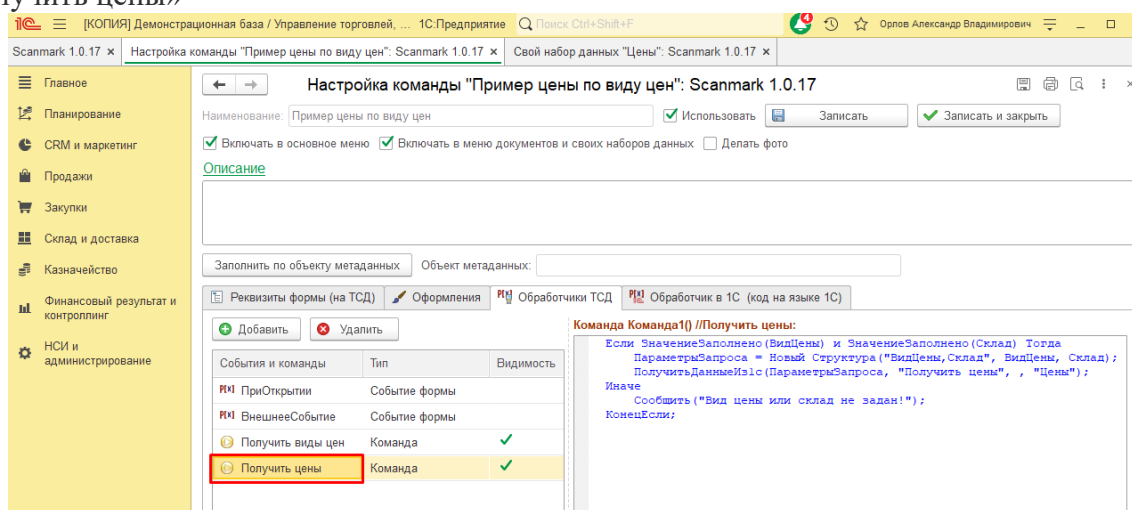 учить цены»
1С [КОПИЯ] Демонстрационная база / Управление торговлей, ... 1С:Предприятие Поиск Ctrl+Shift+F 4 Орлов Александр Владимирович
Scanmark 1.0.17 × Настройка команды "Пример цены по виду цен": Scanmark 1.0.17 × Свой набор данных "Цены": Scanmark 1.0.17 ×
Главное
Планирование
CRM и маркетинг
Продажи
Закупки
Склад и доставка
Казначейство
Финансовый результат и
контроллинг
НСИ и
администрирование
Настройка команды "Пример цены по виду цен": Scanmark 1.0.17
Наименование: Пример цены по виду цен Использовать Записать Записать и закрыть
Включать в основное меню Включать в меню документов и своих наборов данных Делать фото
Описание
Заполнить по объекту метаданных Объект метаданных:
Реквизиты формы (на ТСД) Оформления Обработчики ТСД Обработчик в 1С (код на языке 1С)
Добавить Удалить
События и команды Тип Видимость
P[x] ПриОткрытии Событие формы
P[x] ВнешнееСобытие Событие формы
Получить виды цен Команда
Получить цены Команда
Команда Команда1() //Получить цены:
Если ЗначениеЗаполнено(ВидЦены) и ЗначениеЗаполнено(Склад) Тогда
ПараметрыЗапроса = Новый Структура("ВидЦены,Склад", ВидЦены, Склад);
ПолучитьДанныеИз1с(ПараметрыЗапроса, "Получить цены", , "Цены");
Иначе
Сообщить("Вид цены или склад не задан!");
КонецЕсли;